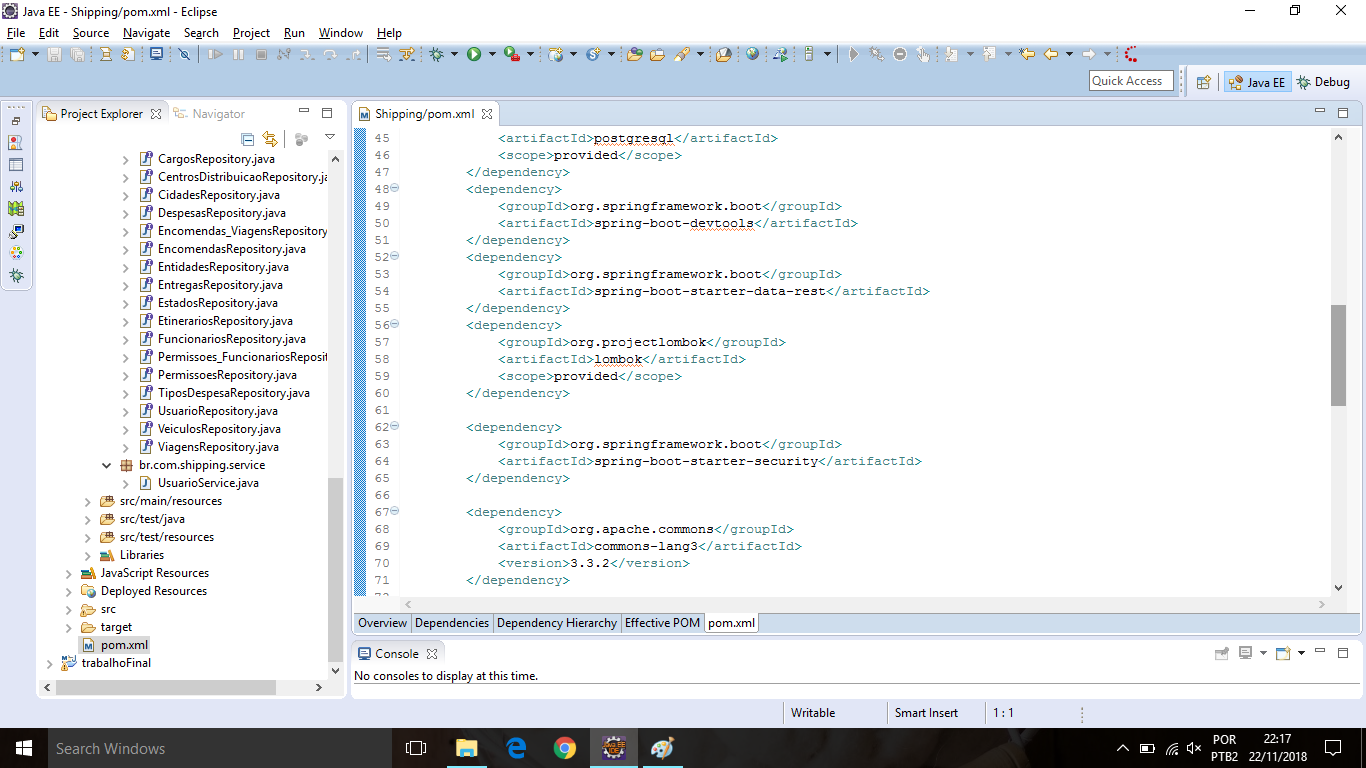 Java EE - Shipping/pom.xml - Eclipse
File Edit Source Navigate Search Project Run Window Help
Quick Access
Java EE
Debug
Project Explorer
Navigator
CargosRepository.java
CentrosDistribuicaoRepository.ja
CidadesRepository.java
DespesasRepository.java
Encomendas_ViagensRepository
EncomendasRepository.java
EntidadesRepository.java
EntregasRepository.java
EstadosRepository.java
EtinerariosRepository.java
FuncionariosRepository.java
Permissoes_FuncionariosReposit
PermissoesRepository.java
TiposDespesaRepository.java
UsuarioRepository.java
VeiculosRepository.java
ViagensRepository.java
br.com.shipping.service
UsuarioService.java
src/main/resources
src/test/java
src/test/resources
Libraries
JavaScript Resources
Deployed Resources
src
target
pom.xml
trabalhoFinal
Shipping/pom.xml
45 <artifactId>postgresql</artifactId>
46 <scope>provided</scope>
47 </dependency>
48 <dependency>
49 <groupId>org.springframework.boot</groupId>
50 <artifactId>spring-boot-devtools</artifactId>
51 </dependency>
52 <dependency>
53 <groupId>org.springframework.boot</groupId>
54 <artifactId>spring-boot-starter-data-rest</artifactId>
55 </dependency>
56 <dependency>
57 <groupId>org.projectlombok</groupId>
58 <artifactId>lombok</artifactId>
59 <scope>provided</scope>
60 </dependency>
61
62 <dependency>
63 <groupId>org.springframework.boot</groupId>
64 <artifactId>spring-boot-starter-security</artifactId>
65 </dependency>
66
67 <dependency>
68 <groupId>org.apache.commons</groupId>
69 <artifactId>commons-lang3</artifactId>
70 <version>3.3.2</version>
71 </dependency>
Overview Dependencies Dependency Hierarchy Effective POM pom.xml
Console
No consoles to display at this time.
Writable Smart Insert 1 : 1
Search Windows
POR
PTB2
22:17
22/11/2018